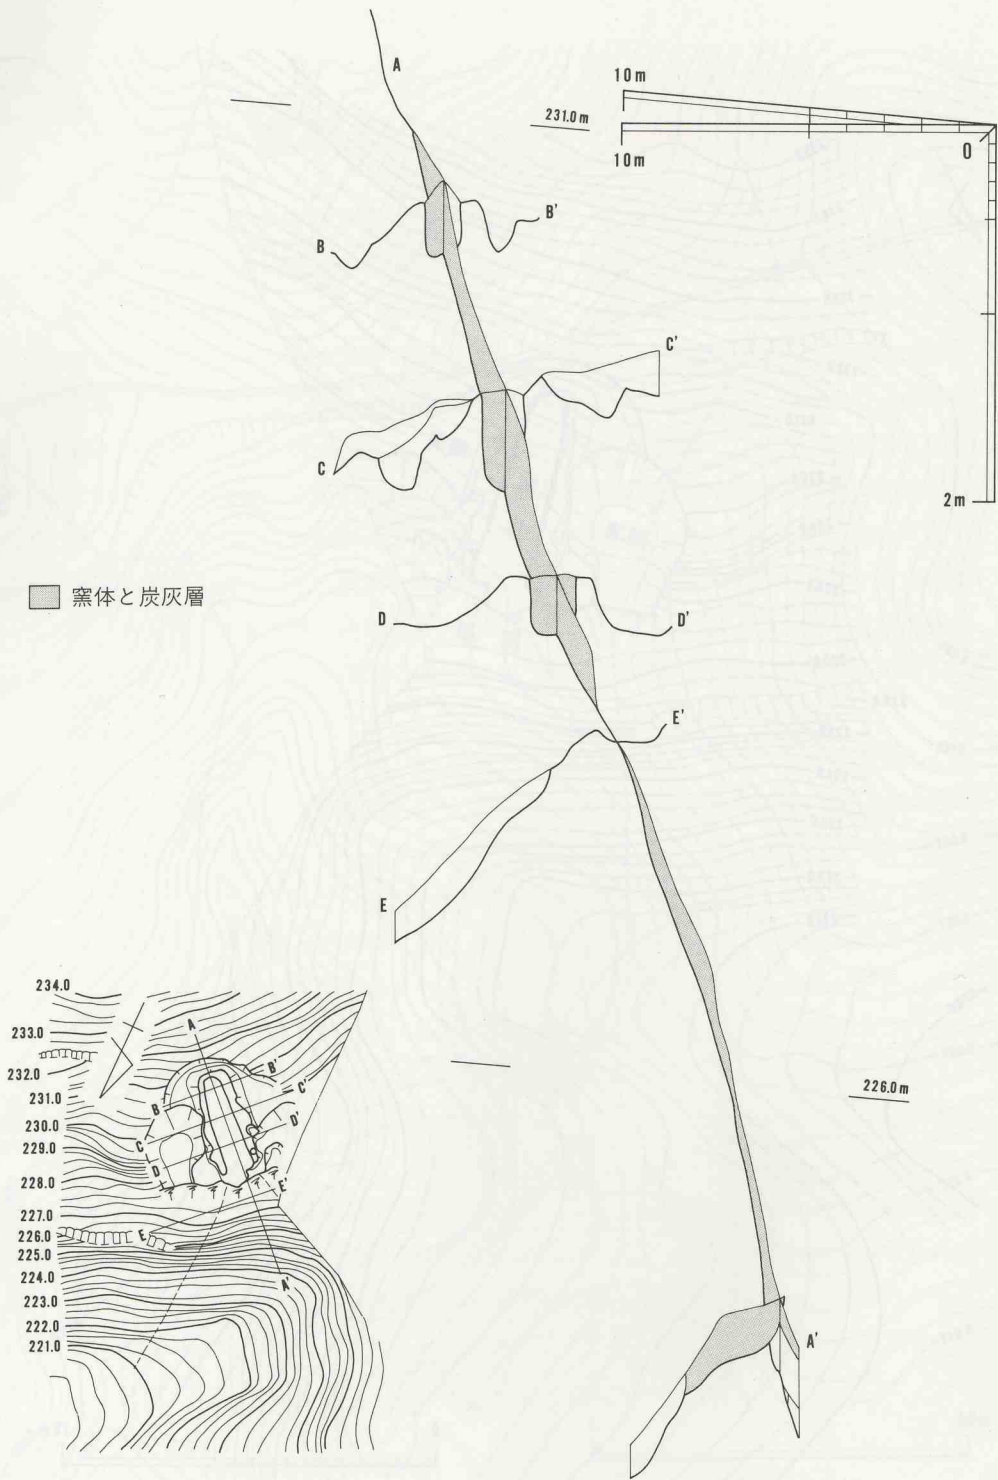 A
10m
231.0m
10m
0
B
B'
C'
C
2m
窯体と炭灰層
D
D'
E'
E
226.0m
A'
234.0
233.0
232.0
231.0
230.0
229.0
228.0
227.0
226.0
225.0
224.0
223.0
222.0
221.0
A
B'
C'
B
D'
C
D
E'
E
A'